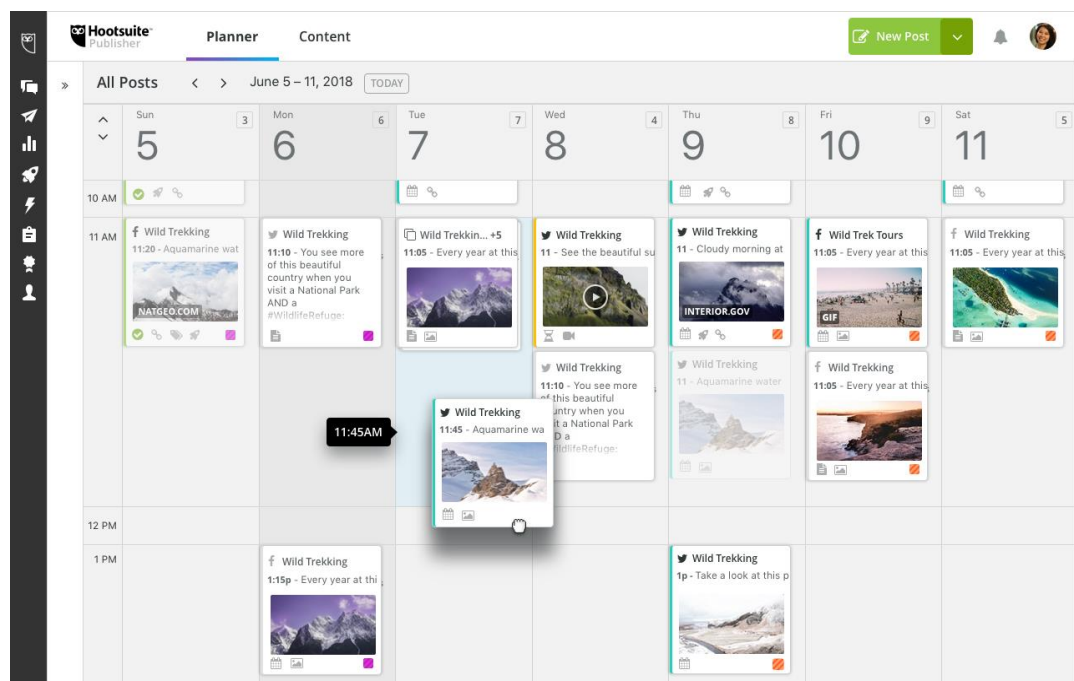 Hootsuite
Publisher
Planner
Content
New Post
All Posts
June 5 – 11, 2018
TODAY
Sun
3
5
Mon
6
6
Tue
7
7
Wed
4
8
Thu
8
9
Fri
9
10
Sat
5
11
10 AM
11 AM
Wild Trekking
11:20 - Aquamarine wat
NATGEO.COM
Wild Trekking
11:10 - You see more
of this beautiful
country when you
visit a National Park
AND a
#WildlifeRefuge:
Wild Trekkin... +5
11:05 - Every year at this
Wild Trekking
11 - See the beautiful su
Wild Trekking
11 - Cloudy morning at
INTERIOR.GOV
Wild Trek Tours
11:05 - Every year at this
GIF
Wild Trekking
11:05 - Every year at this
Wild Trekking
11:10 - You see more
of this beautiful
country when you
visit a National Park
D a
WildlifeRefuge:
Wild Trekking
11 - Aquamarine water
Wild Trekking
11:05 - Every year at this
11:45AM
Wild Trekking
11:45 - Aquamarine wa
12 PM
1 PM
Wild Trekking
1:15p - Every year at thi
Wild Trekking
1p - Take a look at this p